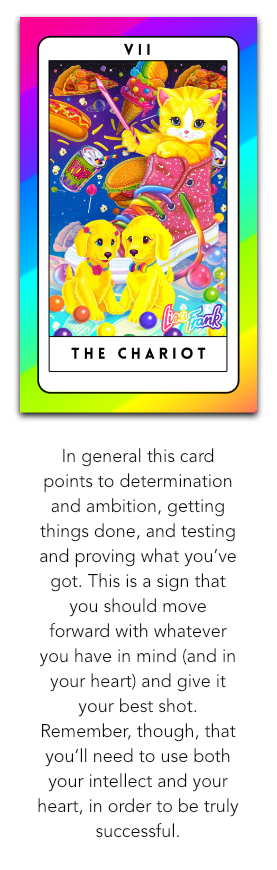 VII
POP
Lisa
Frank
THE CHARIOT
In general this card
points to determination
and ambition, getting
things done, and testing
and proving what you've
got. This is a sign that
you should move
forward with whatever
you have in mind (and in
your heart) and give it
your best shot.
Remember, though, that
you'll need to use both
your intellect and your
heart, in order to be truly
successful.